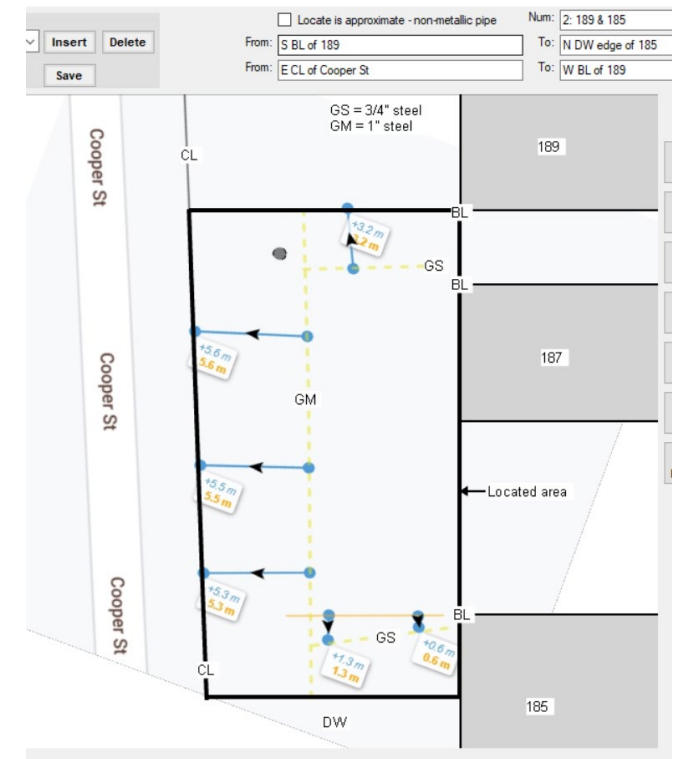 Locate is approximate - non-metallic pipe
Num: 2: 189 & 185
Insert Delete
From: S BL of 189
To: N DW edge of 185
Save
From: E CL of Cooper St
To: W BL of 189
GS = 3/4" steel
GM = 1" steel
Cooper St
CL
189
BL
+3.2 m
3.2 m
GS
BL
+5.6 m
5.6 m
187
Cooper St
GM
+5.5 m
5.5 m
Located area
+5.3 m
5.3 m
Cooper St
BL
GS
+1.3 m
1.3 m
+0.6 m
0.6 m
CL
185
DW